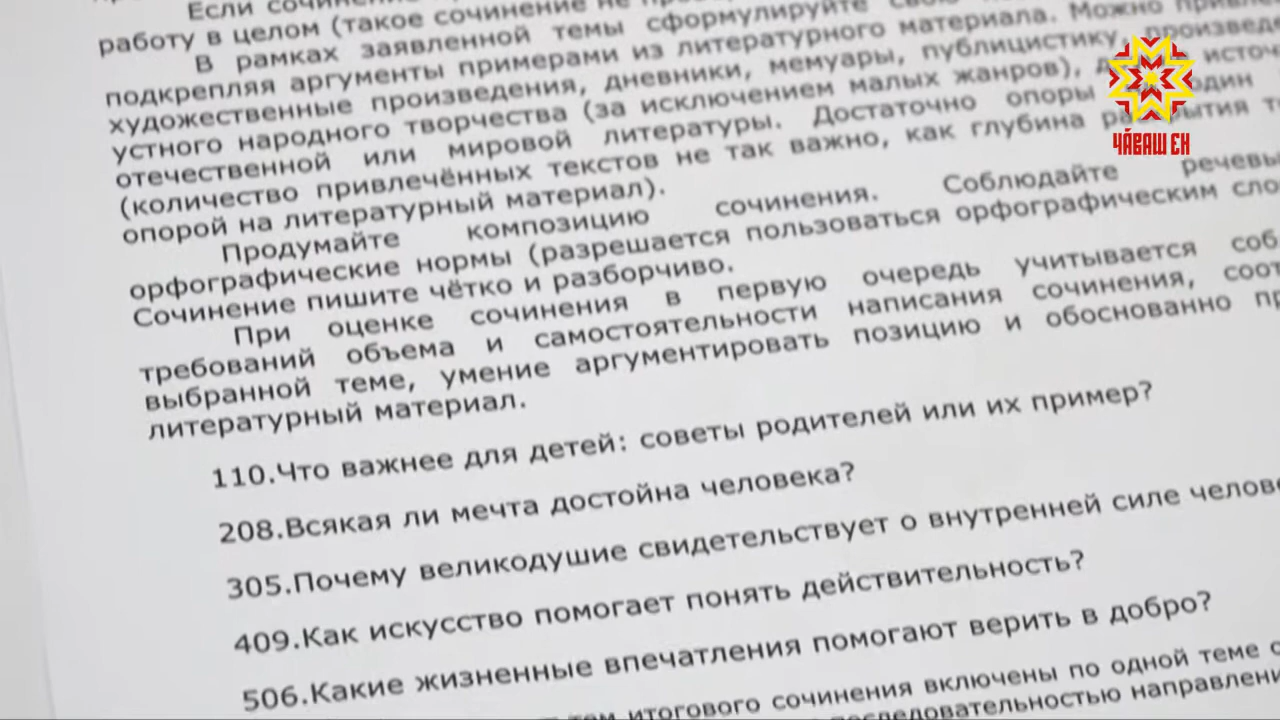 Если сочинение
работу в целом (такое сочинение не
В рамках заявленной темы сформулируйте
подкрепляя аргументы примерами из литературного материала. Можно
художественные произведения, дневники, мемуары, публицистику,
устного народного творчества (за исключением малых жанров),
отечественной или мировой литературы. Достаточно опоры один
(количество привлечённых текстов не так важно, как глубина
опорой на литературный материал).
Продумайте композицию сочинения. Соблюдайте
орфографические нормы (разрешается пользоваться орфографическим
Сочинение пишите чётко и разборчиво.
При оценке сочинения в первую очередь учитывается
требований объема и самостоятельности написания сочинения,
выбранной теме, умение аргументировать позицию и обоснованно
литературный материал.
110.Что важнее для детей: советы родителей или их пример?
208.Всякая ли мечта достойна человека?
305.Почему великодушие свидетельствует о внутренней силе
409.Как искусство помогает понять действительность?
506.Какие жизненные впечатления помогают верить в добро?
итогового сочинения включены по одной теме
последовательностью
ЧӐВАШ ЕН